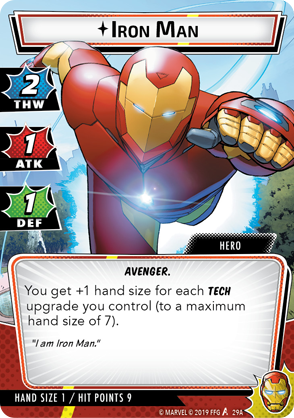 IRON MAN
2
THW
1
ATK
1
DEF
HERO
AVENGER.
You get +1 hand size for each TECH
upgrade you control (to a maximum
hand size of 7).
"I am Iron Man."
HAND SIZE 1 / HIT POINTS 9
© MARVEL © 2019 FFG 29A